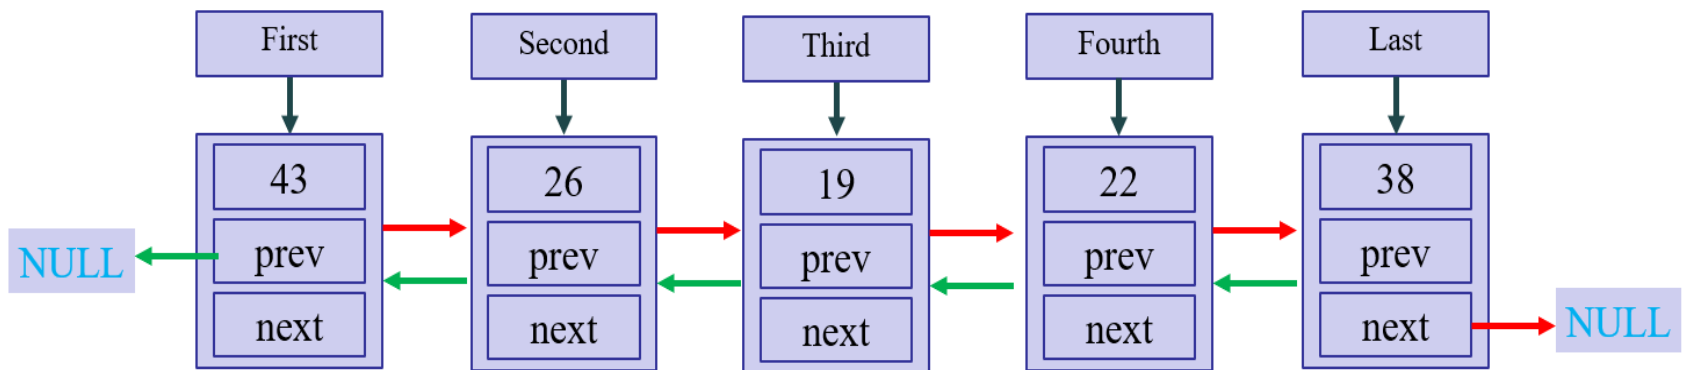 First
Second
Third
Fourth
Last
43
26
19
22
38
NULL
prev
prev
prev
prev
prev
next
next
next
next
next
NULL